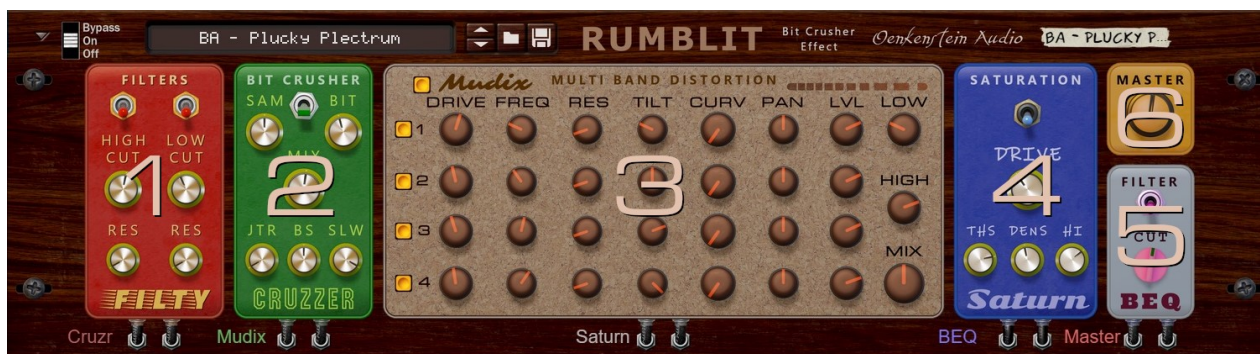 Bypass
On
Off
BA - Plucky Plectrum
RUMBLIT
Bit Crusher
Effect
Oenkenstein Audio
BA - PLUCKY P...
FILTERS
HIGH CUT
LOW CUT
RES RES
FILTY
1
BIT CRUSHER
SAM BIT
MIX
JTR BS SLW
CRUZZER
2
Mudix MULTI BAND DISTORTION
DRIVE FREQ RES TILT CURV PAN LVL LOW
1
2
HIGH
3
MIX
4
3
SATURATION
DRIVE
THS DENS HI
Saturn
4
MASTER
6
FILTER
CUT
BEQ
5
Cruzr Mudix Saturn BEQ Master